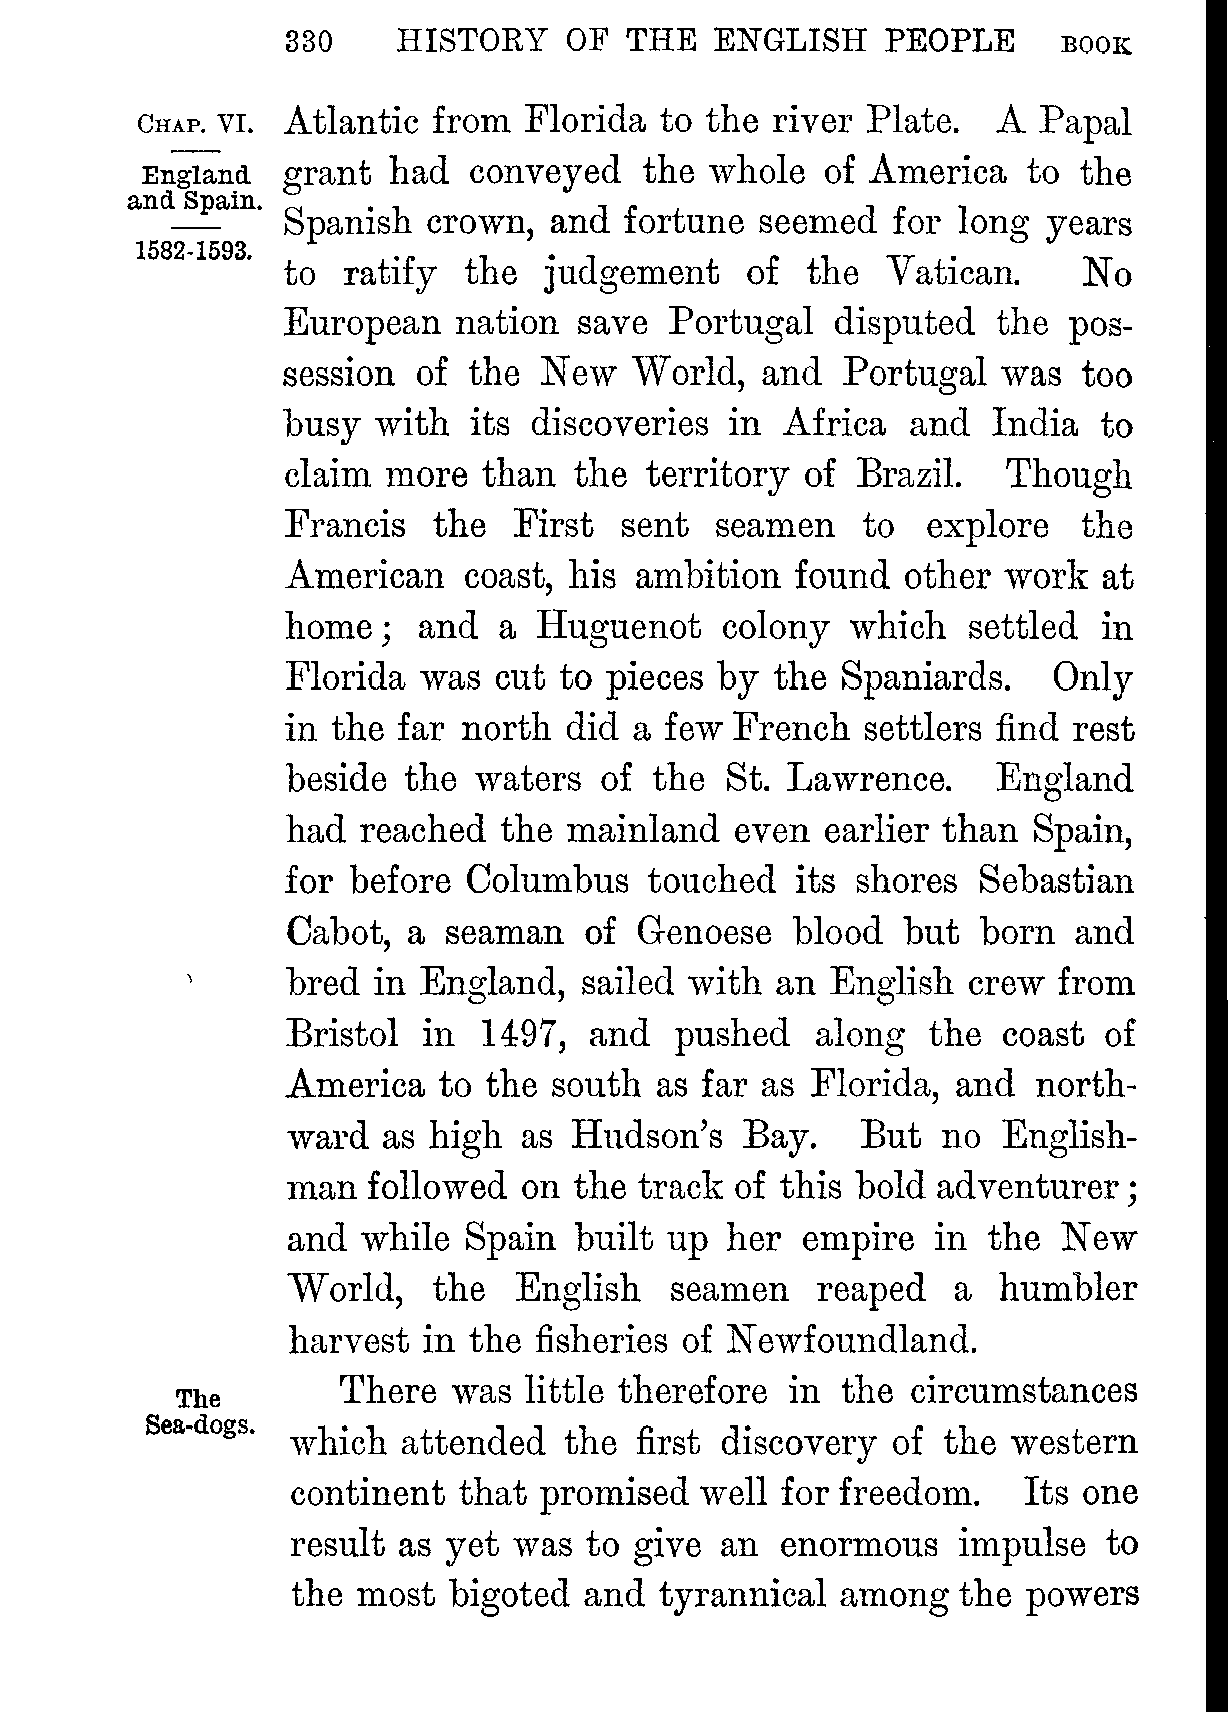 330 HISTORY OF THE ENGLISH PEOPLE BOOK
CHAP. VI.
England
and Spain.
1582-1593.
Atlantic from Florida to the river Plate. A Papal
grant had conveyed the whole of America to the
Spanish crown, and fortune seemed for long years
to ratify the judgement of the Vatican. No
European nation save Portugal disputed the pos-
session of the New World, and Portugal was too
busy with its discoveries in Africa and India to
claim more than the territory of Brazil. Though
Francis the First sent seamen to explore the
American coast, his ambition found other work at
home; and a Huguenot colony which settled in
Florida was cut to pieces by the Spaniards. Only
in the far north did a few French settlers find rest
beside the waters of the St. Lawrence. England
had reached the mainland even earlier than Spain,
for before Columbus touched its shores Sebastian
Cabot, a seaman of Genoese blood but born and
bred in England, sailed with an English crew from
Bristol in 1497, and pushed along the coast of
America to the south as far as Florida, and north-
ward as high as Hudson's Bay. But no English-
man followed on the track of this bold adventurer;
and while Spain built up her empire in the New
World, the English seamen reaped a humbler
harvest in the fisheries of Newfoundland.
The
Sea-dogs.
There was little therefore in the circumstances
which attended the first discovery of the western
continent that promised well for freedom. Its one
result as yet was to give an enormous impulse to
the most bigoted and tyrannical among the powers